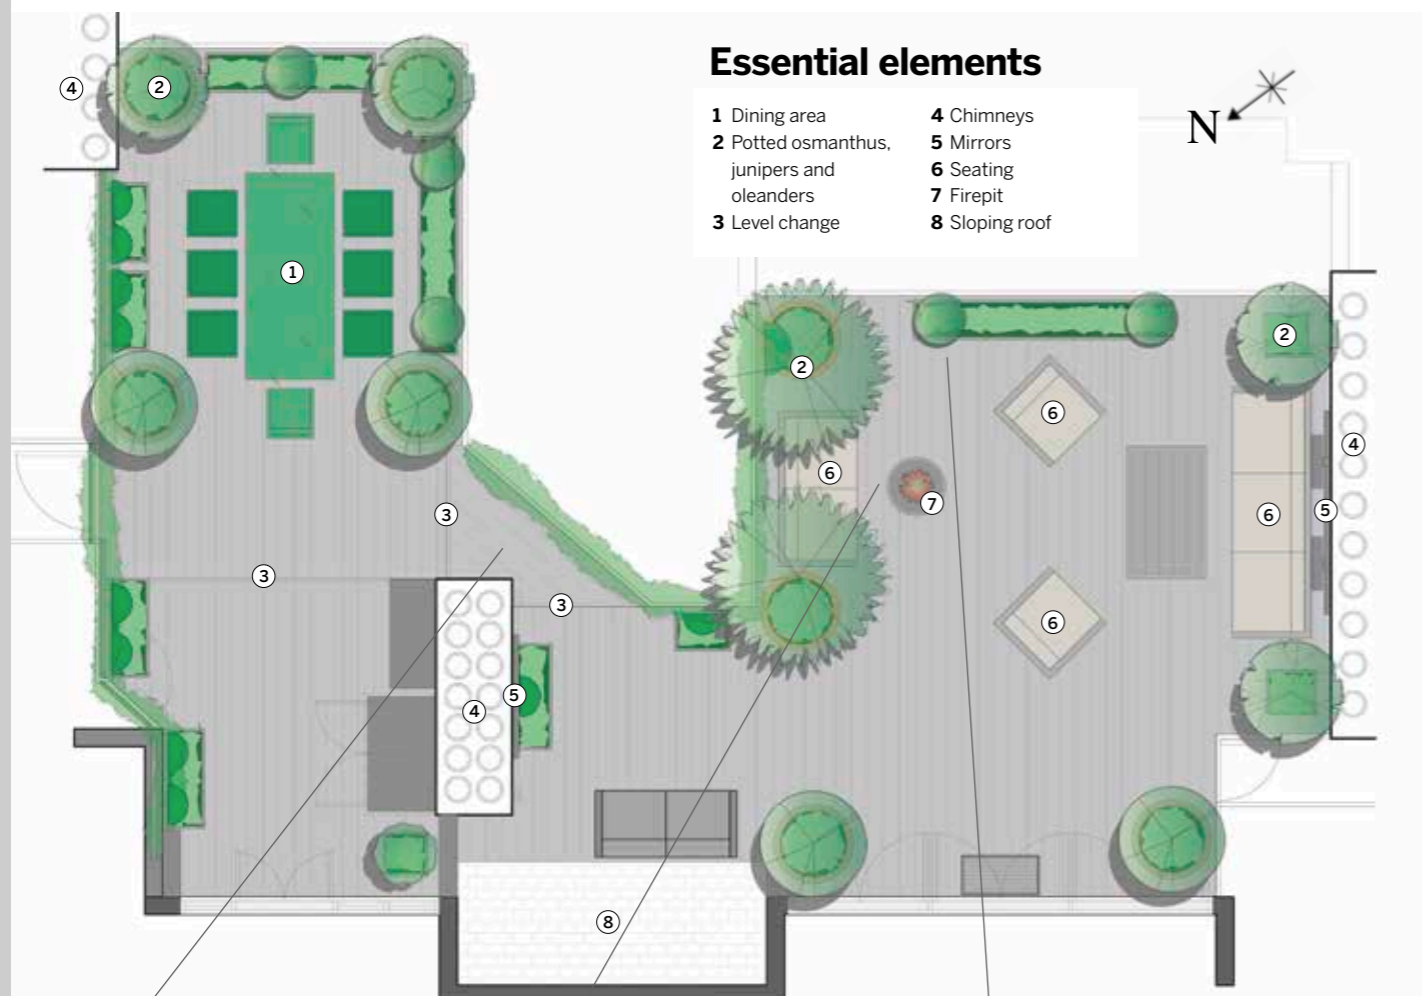 Essential elements
1 Dining area
2 Potted osmanthus,
junipers and
oleanders
3 Level change
4 Chimneys
5 Mirrors
6 Seating
7 Firepit
8 Sloping roof
N
4
2
1
2
2
6
6
4
7
3
6
5
3
3
6
5
4
8